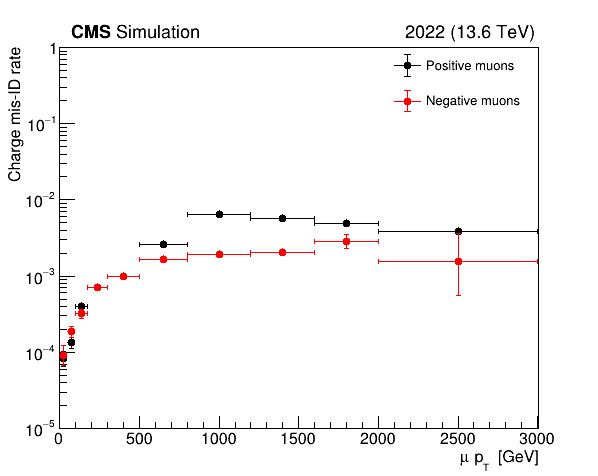 CMS Simulation 2022 (13.6 TeV)
Charge mis-ID rate
1
10⁻¹
10⁻²
10⁻³
10⁻⁴
10⁻⁵
Positive muons
Negative muons
0 500 1000 1500 2000 2500 3000
μ p_T [GeV]